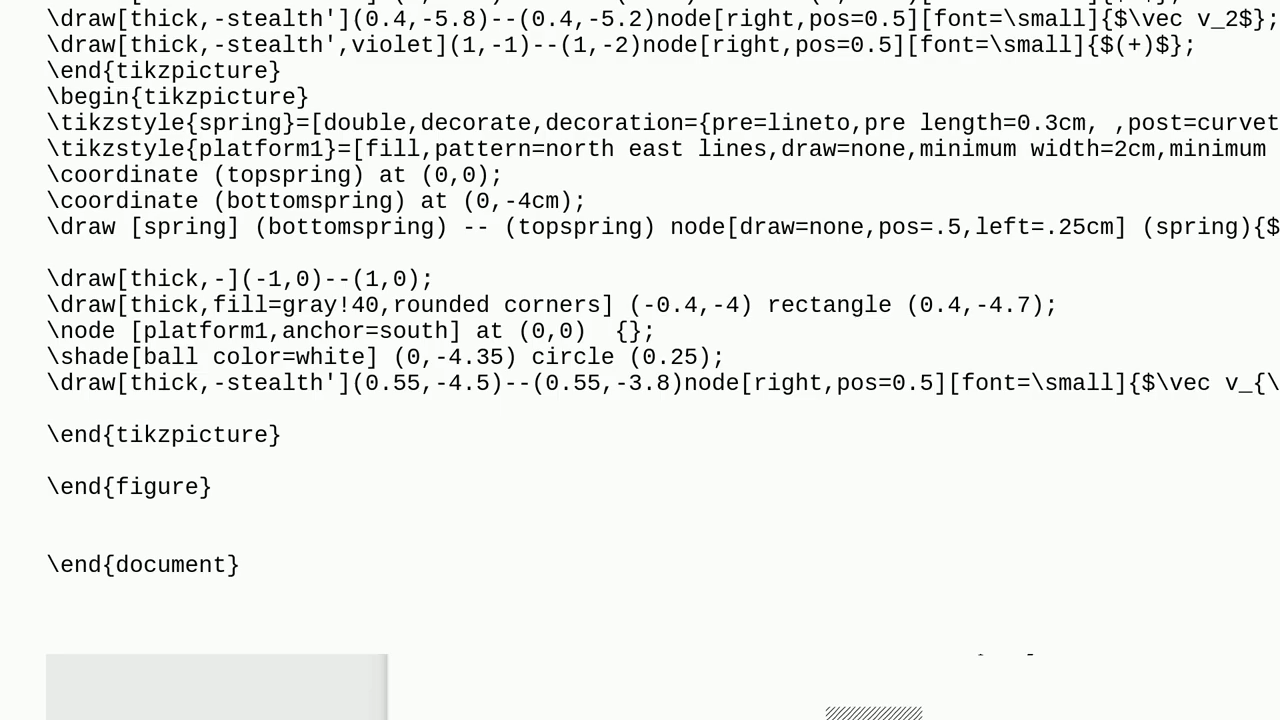 \draw[thick,-stealth'](0.4,-5.8)--(0.4,-5.2)node[right,pos=0.5][font=\small]{$\vec v_2$};
\draw[thick,-stealth',violet](1,-1)--(1,-2)node[right,pos=0.5][font=\small]{$(+)$};
\end{tikzpicture}
\begin{tikzpicture}
\tikzstyle{spring}=[double,decorate,decoration={pre=lineto,pre length=0.3cm, ,post=curvet
\tikzstyle{platform1}=[fill,pattern=north east lines,draw=none,minimum width=2cm,minimum
\coordinate (topspring) at (0,0);
\coordinate (bottomspring) at (0,-4cm);
\draw [spring] (bottomspring) -- (topspring) node[draw=none,pos=.5,left=.25cm] (spring){$
\draw[thick,-](-1,0)--(1,0);
\draw[thick,fill=gray!40,rounded corners] (-0.4,-4) rectangle (0.4,-4.7);
\node [platform1,anchor=south] at (0,0)  {};
\shade[ball color=white] (0,-4.35) circle (0.25);
\draw[thick,-stealth'](0.55,-4.5)--(0.55,-3.8)node[right,pos=0.5][font=\small]{$\vec v_{\
\end{tikzpicture}
\end{figure}
\end{document}